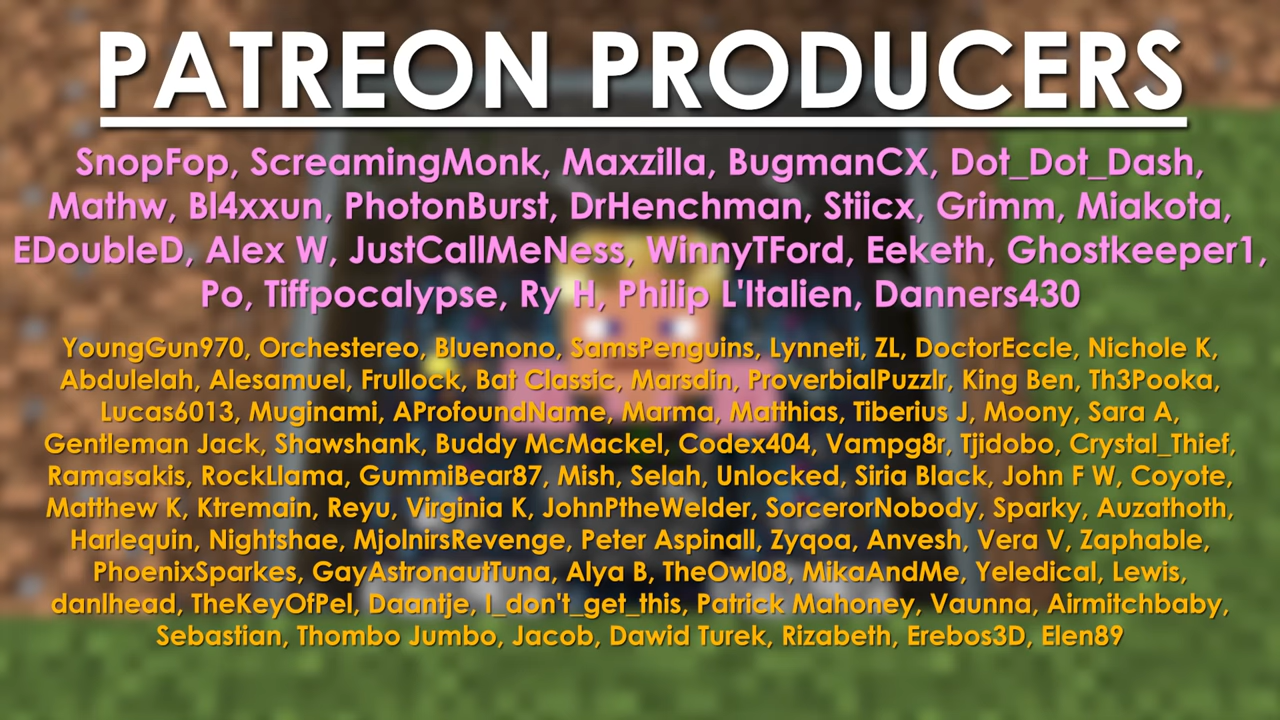 PATREON PRODUCERS
SnopFop, ScreamingMonk, Maxzilla, BugmanCX, Dot_Dot_Dash,
Mathw, Bl4xxun, PhotonBurst, DrHenchman, Stiicx, Grimm, Miakota,
EDoubleD, Alex W, JustCallMeNess, WinnyTFord, Eeketh, Ghostkeeper1,
Po, Tiffpocalypse, Ry H, Philip L'Italien, Danners430
YoungGun970, Orchestereo, Bluenono, SamsPenguins, Lynneti, ZL, DoctorEccle, Nichole K,
Abdulelah, Alesamuel, Frullock, Bat Classic, Marsdin, ProverbialPuzzlr, King Ben, Th3Pooka,
Lucas6013, Muginami, AProfoundName, Marma, Matthias, Tiberius J, Moony, Sara A,
Gentleman Jack, Shawshank, Buddy McMackel, Codex404, Vampg8r, Tjidobo, Crystal_Thief,
Ramasakis, RockLlama, GummiBear87, Mish, Selah, Unlocked, Siria Black, John F W, Coyote,
Matthew K, Ktremain, Reyu, Virginia K, JohnPtheWelder, SorcerorNobody, Sparky, Auzathoth,
Harlequin, Nightshae, MjolnirsRevenge, Peter Aspinall, Zyqoa, Anvesh, Vera V, Zaphable,
PhoenixSparkes, GayAstronautTuna, Alya B, TheOwl08, MikaAndMe, Yeledical, Lewis,
danlhead, TheKeyOfPel, Daantje, I_don't_get_this, Patrick Mahoney, Vaunna, Airmitchbaby,
Sebastian, Thombo Jumbo, Jacob, Dawid Turek, Rizabeth, Erebos3D, Elen89